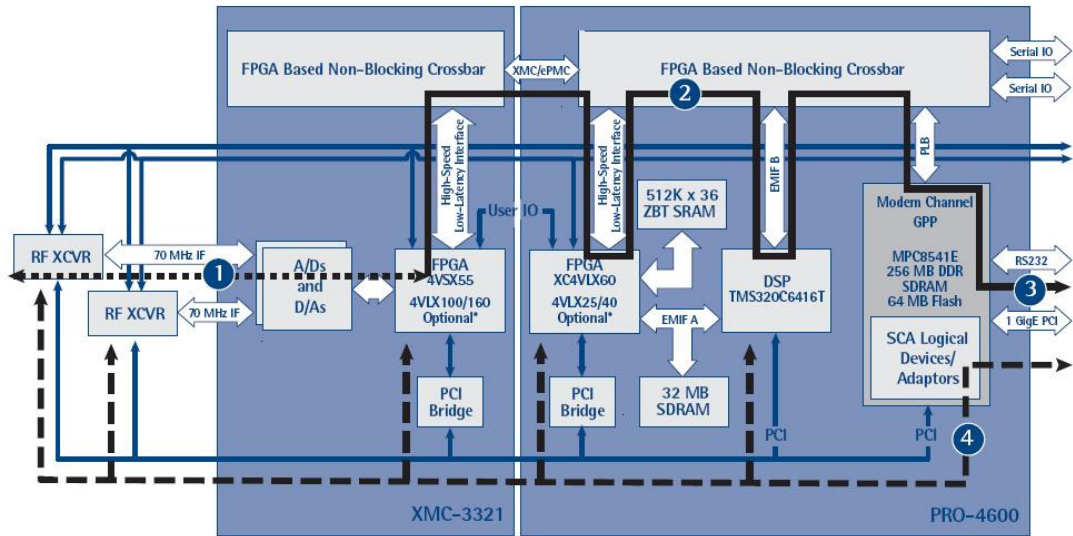 FPGA Based Non-Blocking Crossbar
XMC/ePMC
FPGA Based Non-Blocking Crossbar
Serial IO
Serial IO
2
High-Speed
Low-Latency Interface
High-Speed
Low-Latency Interface
EMIF B
PLB
512K x 36
ZBT SRAM
User IO
Modem Channel
GPP
MPC8541E
256 MB DDR
SDRAM
64 MB Flash
RF XCVR
70 MHz IF
1
A/Ds
and
D/As
FPGA
4VSX55
4VLX100/160
Optional*
FPGA
XC4VLX60
4VLX25/40
Optional*
DSP
TMS320C6416T
RS232
3
RF XCVR
70 MHz IF
EMIF A
1 GigE PCI
SCA Logical
Devices/
Adaptors
PCI
Bridge
PCI
Bridge
32 MB
SDRAM
PCI
PCI
4
XMC-3321
PRO-4600